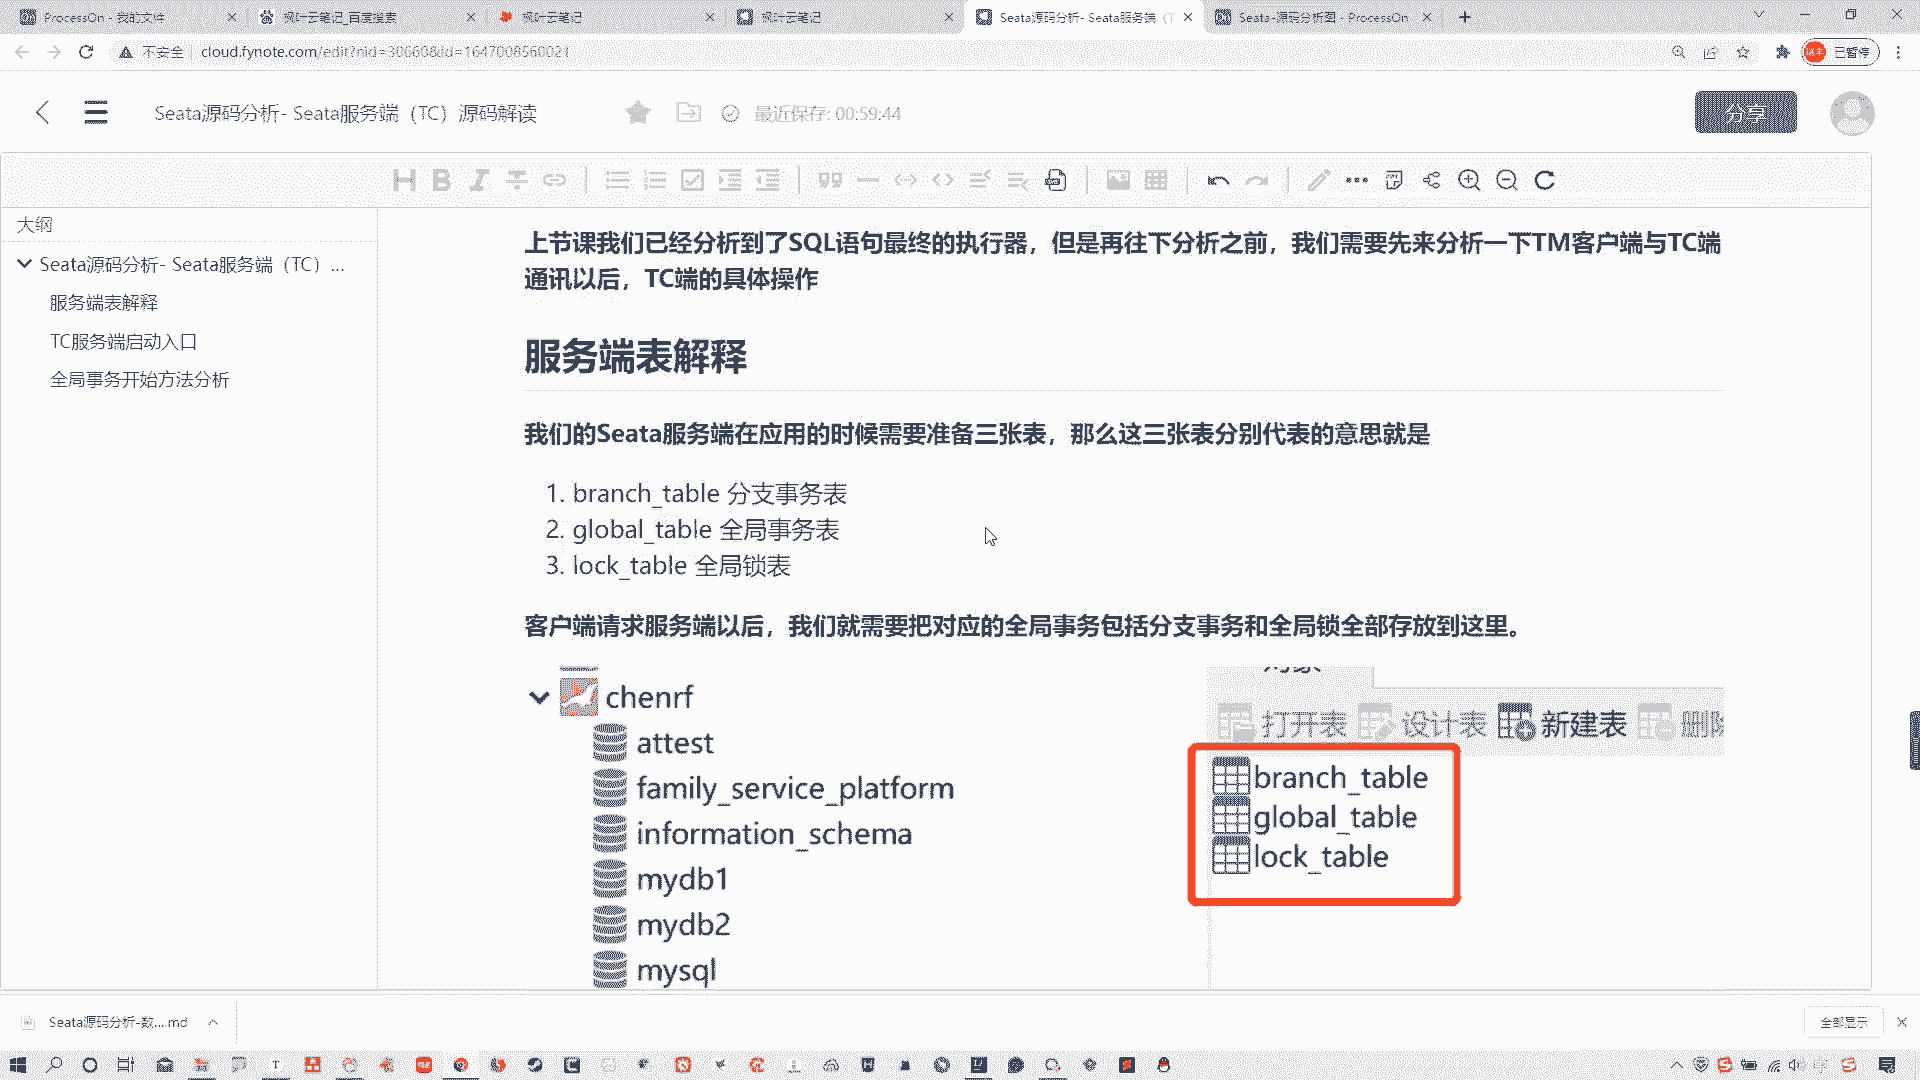 ProcessOn - 我的文件
枫叶云笔记_百度搜索
枫叶云笔记
枫叶云笔记
Seata源码分析- Seata服务端（T
Seata-源码分析图 - ProcessOn
不安全
cloud.fynote.com/edit?nid=30660&id=1647008560021
已暂停
Seata源码分析- Seata服务端（TC）源码解读
最近保存: 00:59:44
分享
大纲
Seata源码分析- Seata服务端（TC）...
服务端表解释
TC服务端启动入口
全局事务开始方法分析
上节课我们已经分析到了SQL语句最终的执行器，但是再往下分析之前，我们需要先来分析一下TM客户端与TC端
通讯以后，TC端的具体操作
服务端表解释
我们的Seata服务端在应用的时候需要准备三张表，那么这三张表分别代表的意思就是
1. branch_table 分支事务表
2. global_table 全局事务表
3. lock_table 全局锁表
客户端请求服务端以后，我们就需要把对应的全局事务包括分支事务和全局锁全部存放到这里。
chenrf
attest
family_service_platform
information_schema
mydb1
mydb2
mysql
对象
打开表 设计表 新建表 删除
branch_table
global_table
lock_table
Seata源码分析-数....md
全部显示